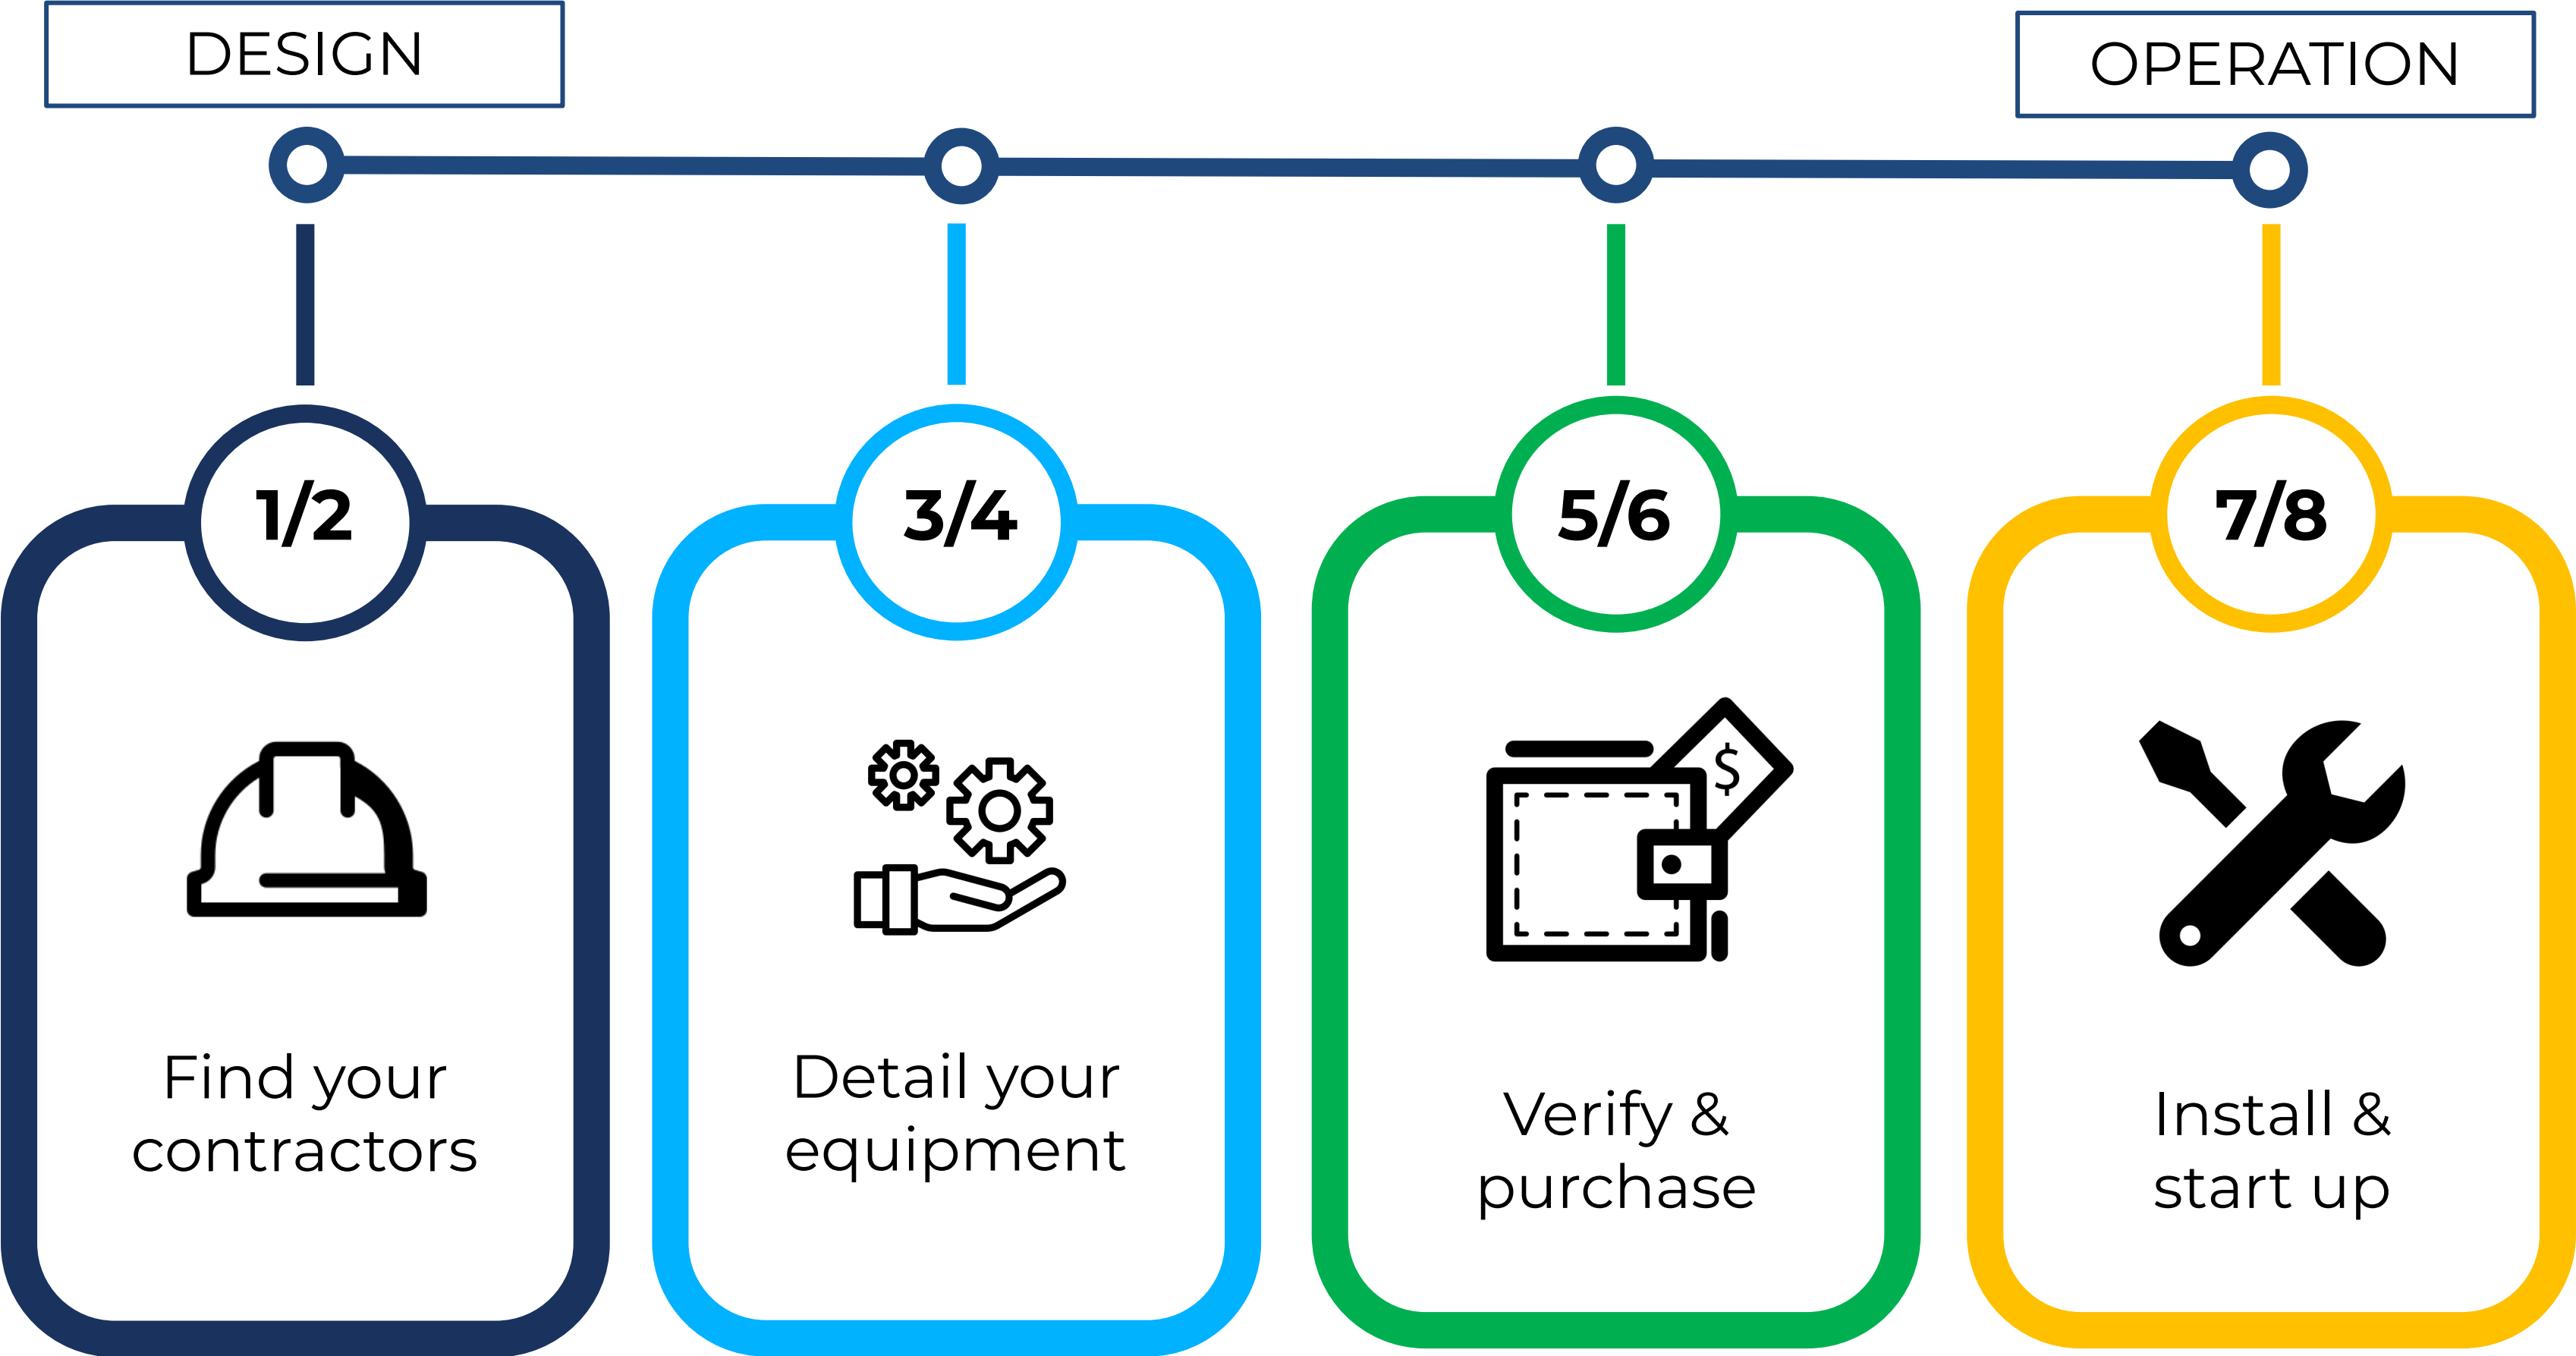 DESIGN
OPERATION
1/2
3/4
5/6
7/8
$
Find your
contractors
Detail your
equipment
Verify &
purchase
Install &
start up